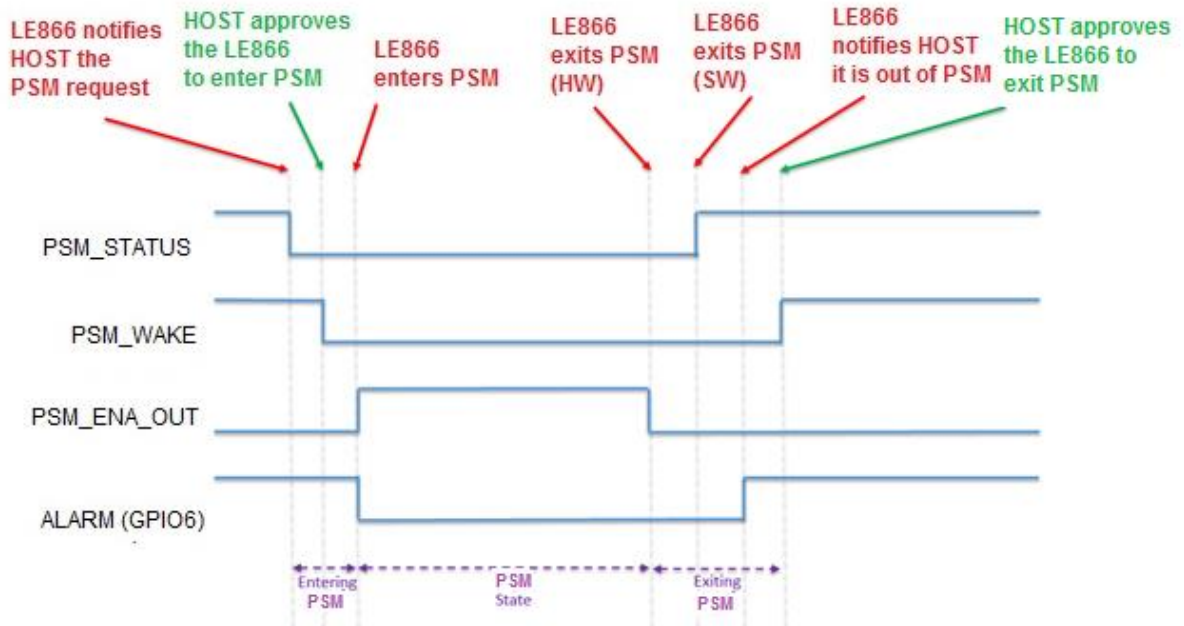 LE866 notifies
HOST the
PSM request
HOST approves
the LE866
to enter PSM
LE866
enters PSM
LE866
exits PSM
(HW)
LE866
exits PSM
(SW)
LE866
notifies HOST
it is out of PSM
HOST approves
the LE866 to
exit PSM
PSM_STATUS
PSM_WAKE
PSM_ENA_OUT
ALARM (GPIO6)
Entering
PSM
PSM
State
Exiting
PSM